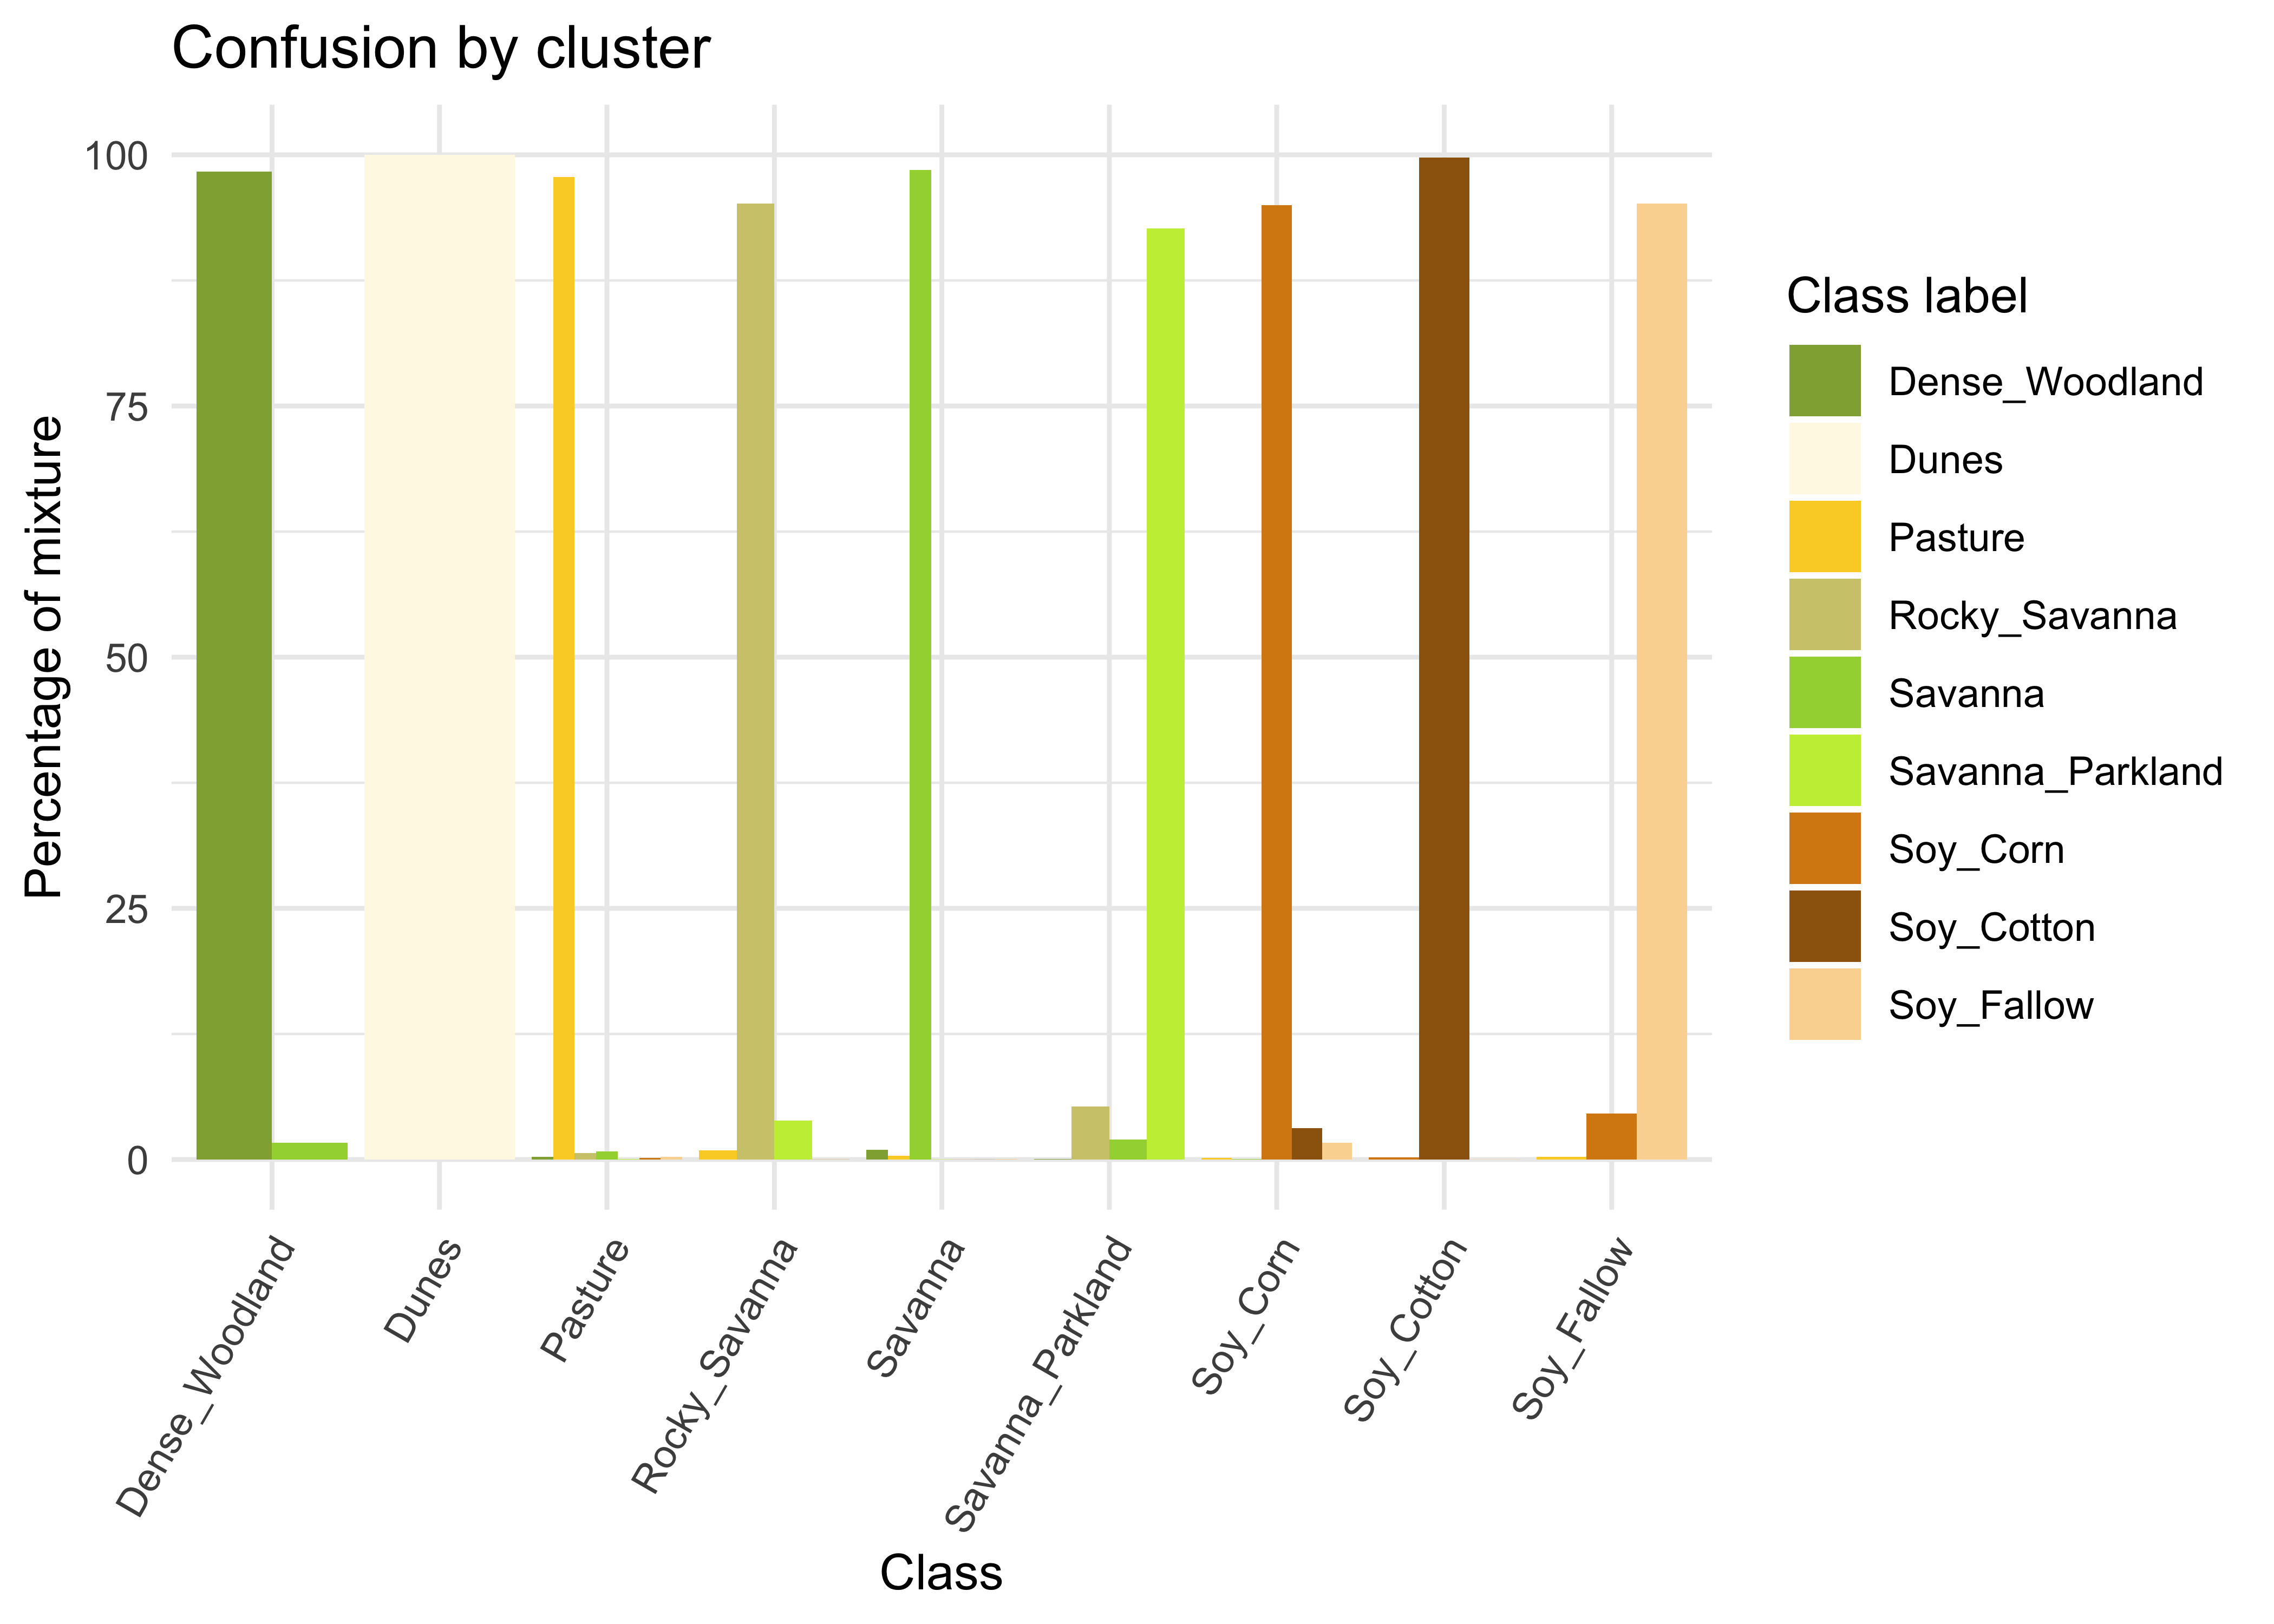 Confusion by cluster
Percentage of mixture
100
75
50
25
0
Dense_Woodland
Dunes
Pasture
Rocky_Savanna
Savanna
Savanna_Parkland
Soy_Corn
Soy_Cotton
Soy_Fallow
Class
Class label
Dense_Woodland
Dunes
Pasture
Rocky_Savanna
Savanna
Savanna_Parkland
Soy_Corn
Soy_Cotton
Soy_Fallow